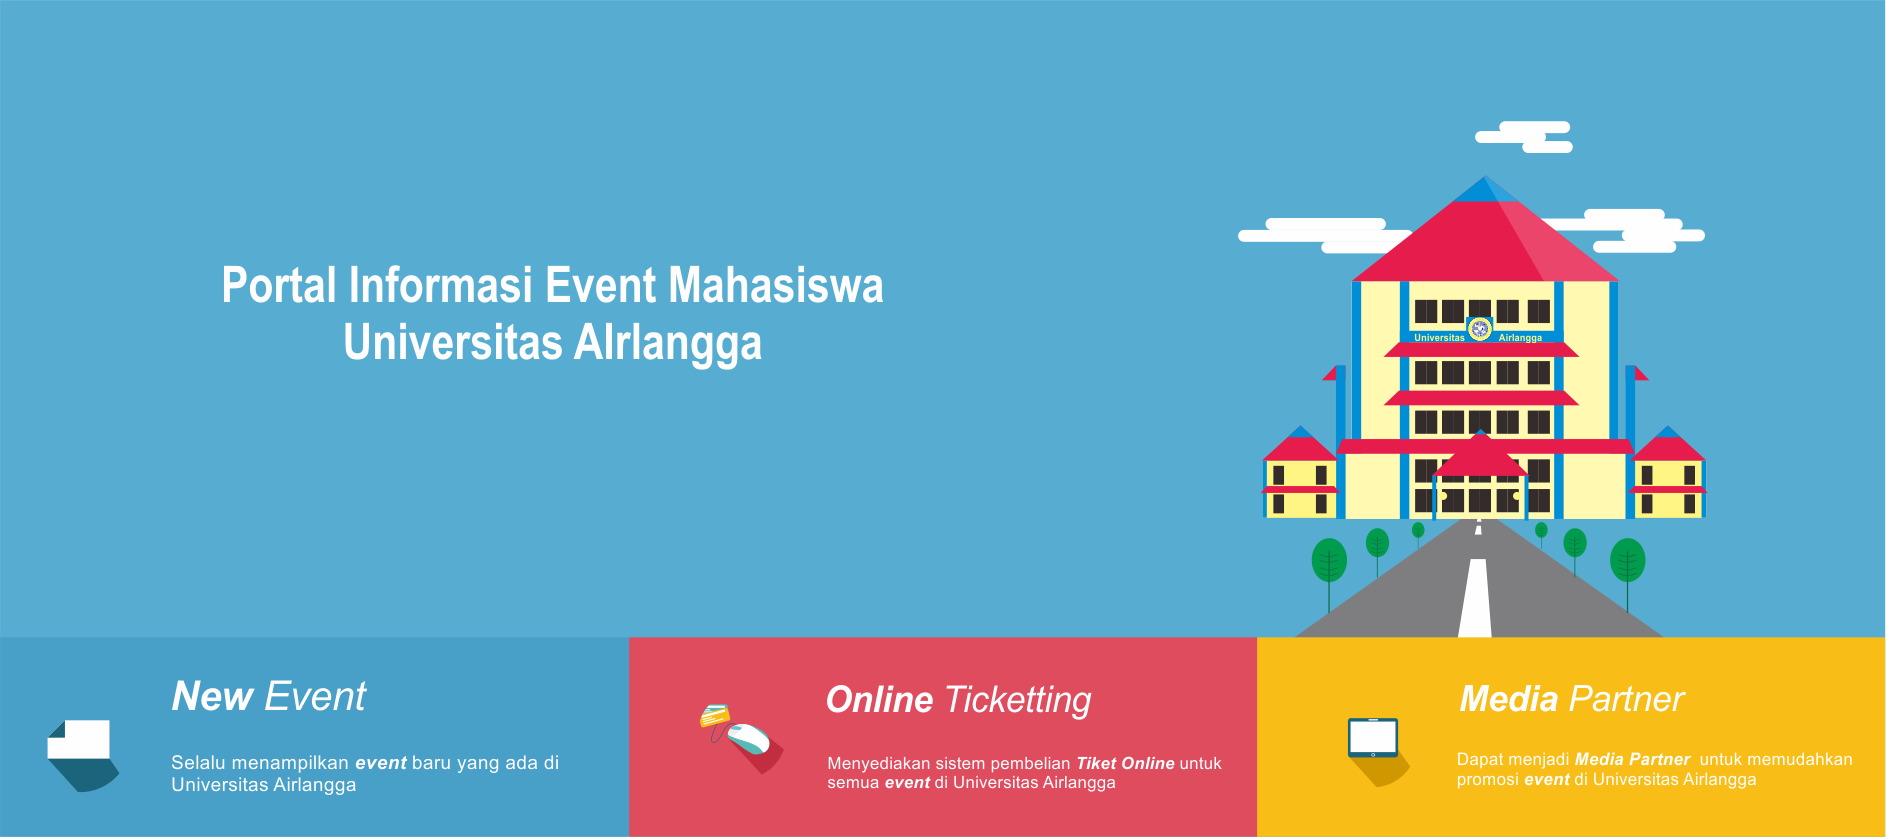 Portal Informasi Event Mahasiswa
Universitas AIrlangga
Universitas Airlangga
New Event
Selalu menampilkan event baru yang ada di
Universitas Airlangga
Online Ticketting
Menyediakan sistem pembelian Tiket Online untuk
semua event di Universitas Airlangga
Media Partner
Dapat menjadi Media Partner untuk memudahkan
promosi event di Universitas Airlangga